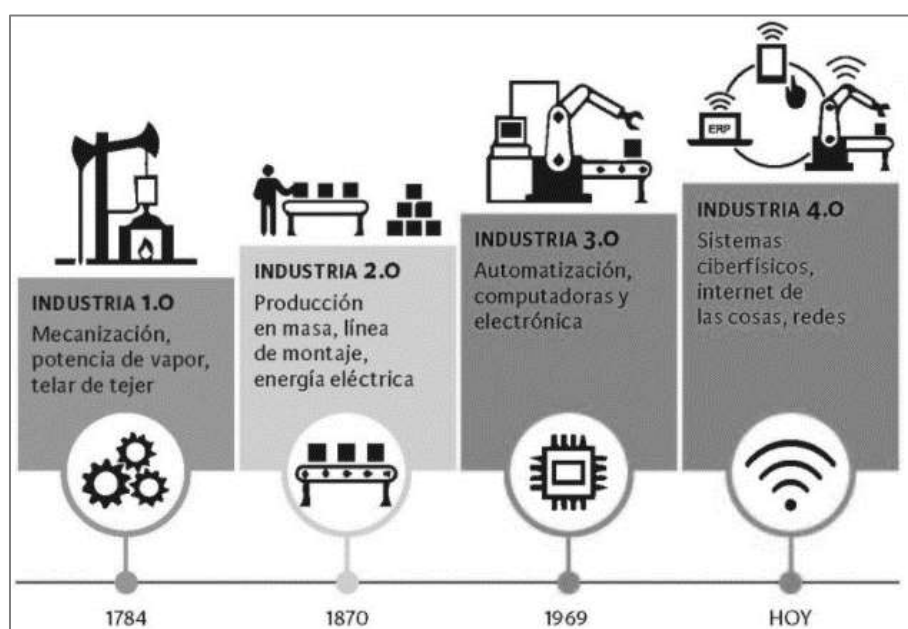 ERP
INDUSTRIA 1.0
Mecanización,
potencia de vapor,
telar de tejer
INDUSTRIA 2.0
Producción
en masa, línea
de montaje,
energía eléctrica
INDUSTRIA 3.0
Automatización,
computadoras y
electrónica
INDUSTRIA 4.0
Sistemas
ciberfísicos,
internet de
las cosas, redes
1784
1870
1969
HOY